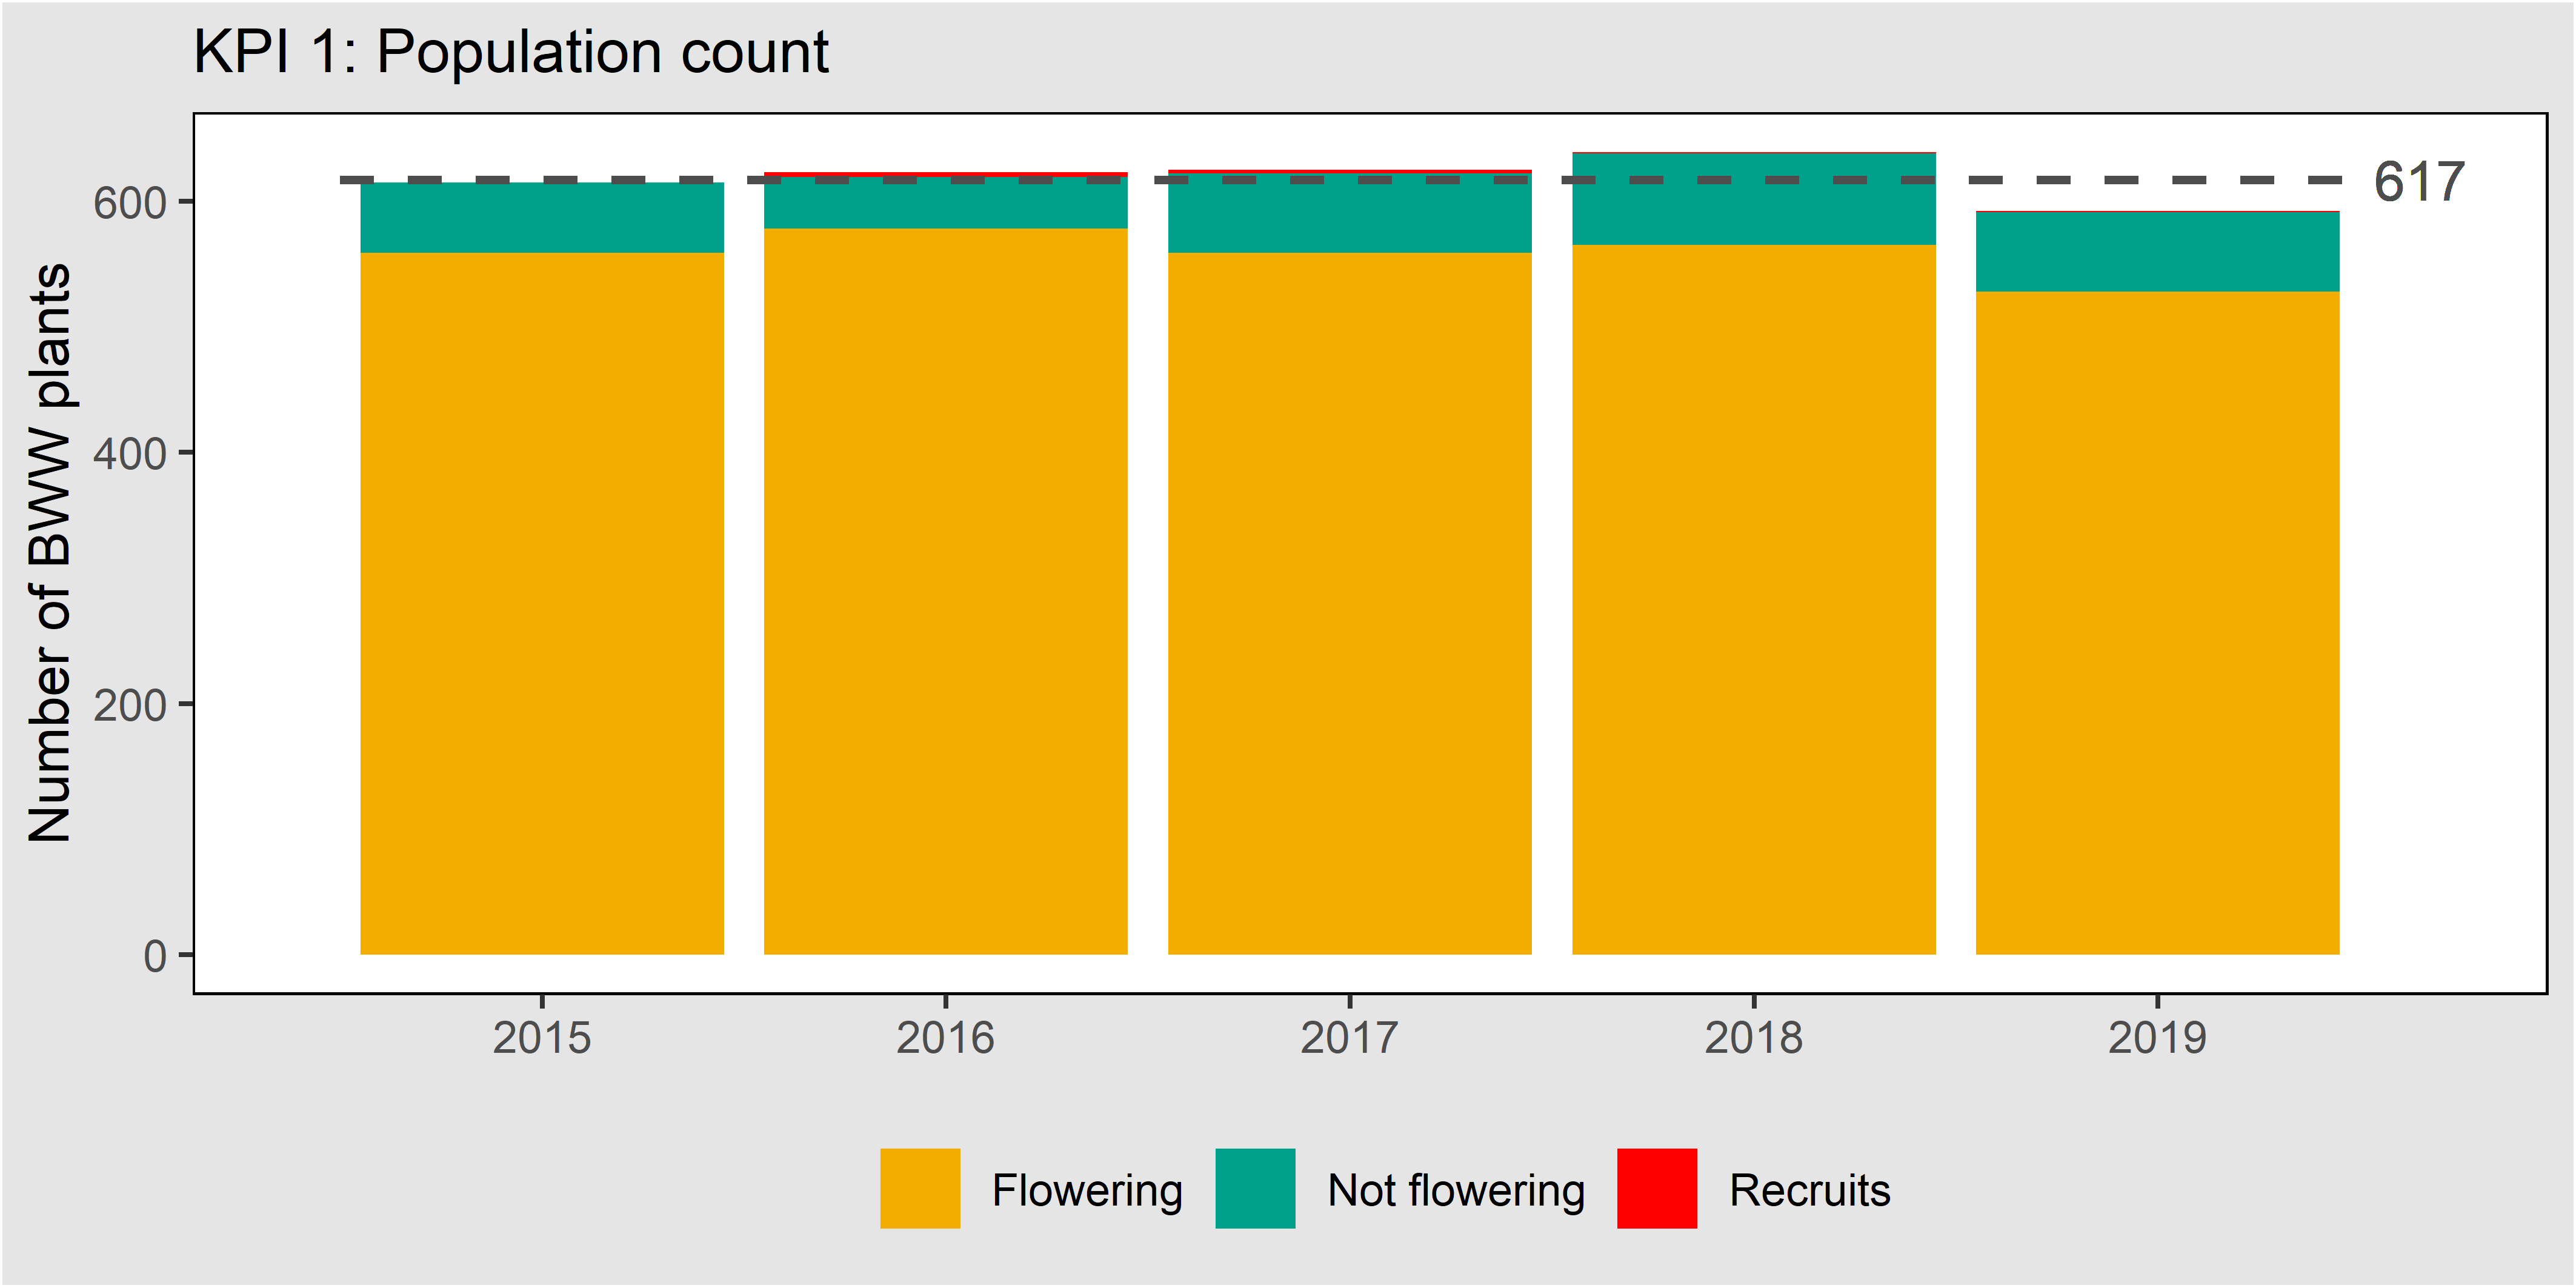 KPI 1: Population count
Number of BWW plants
600
400
200
0
617
2015 2016 2017 2018 2019
Flowering Not flowering Recruits